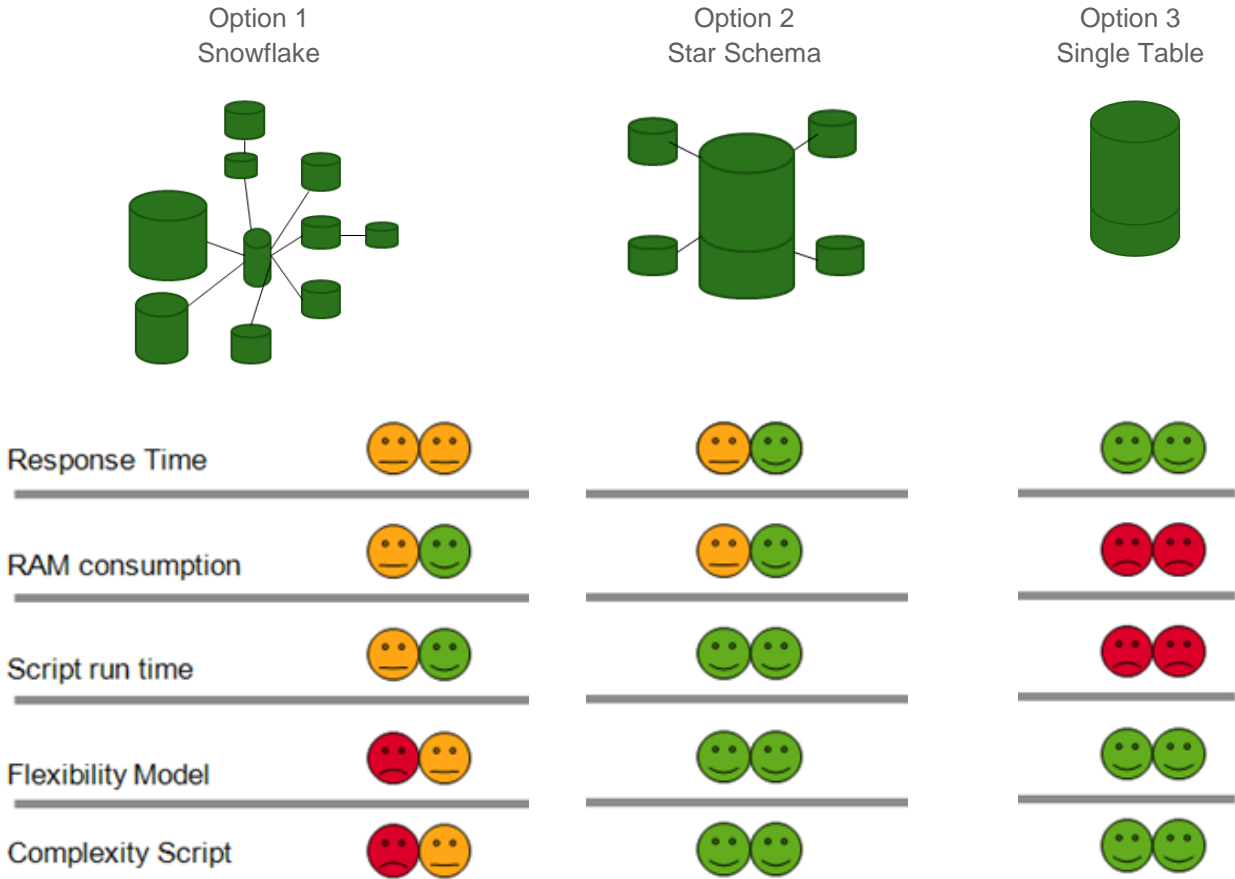 Option 1
Snowflake
Option 2
Star Schema
Option 3
Single Table
Response Time
RAM consumption
Script run time
Flexibility Model
Complexity Script